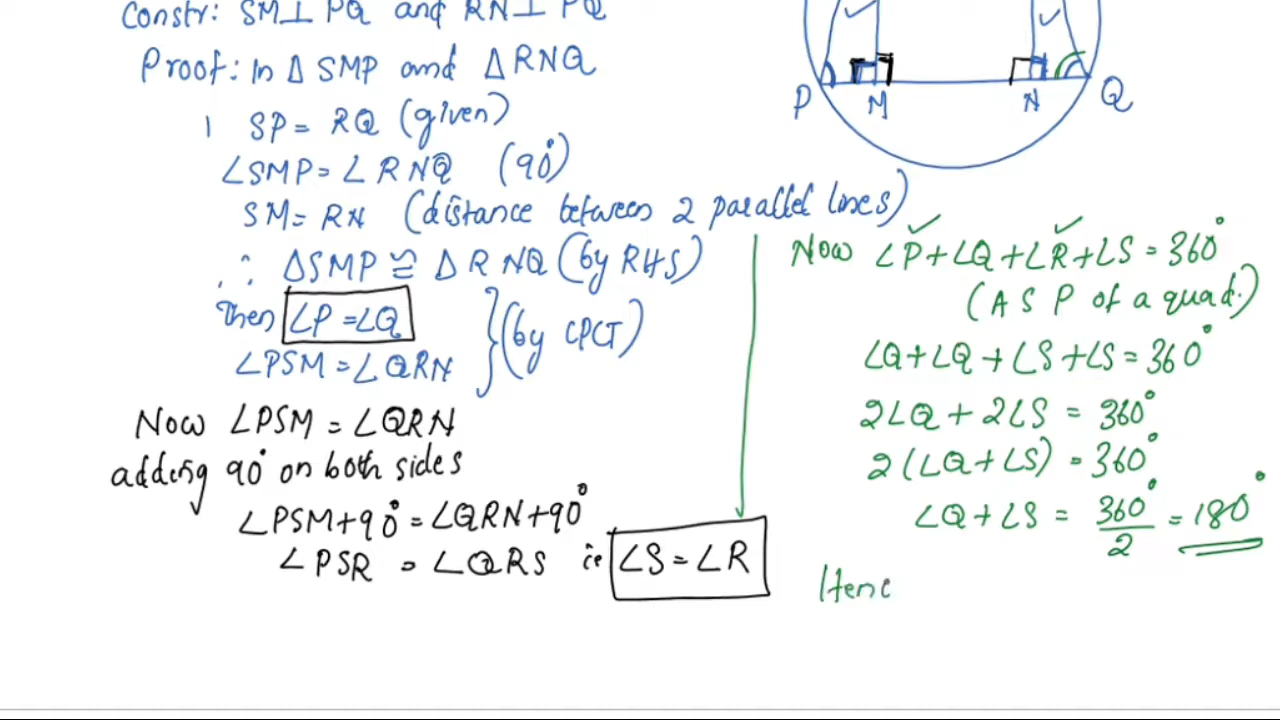 Constr: SM⊥ PQ and RN⊥ PQ
Proof: In Δ SMP and ΔRNQ
SP = RQ (given)
∠SMP = ∠RNQ (90°)
SM = RN (distance between 2 parallel lines)
∴ ΔSMP ≅ ΔRNQ (by RHS)
Then ∠P = ∠Q
∠PSM = ∠QRN
} (by CPCT)
Now ∠PSM = ∠QRN
adding 90° on both sides
∠PSM + 90° = ∠QRN + 90°
∠PSR = ∠QRS ie ∠S = ∠R
P M N Q
Now ∠P + ∠Q + ∠R + ∠S = 360°
(A S P of a quad.)
∠Q + ∠Q + ∠S + ∠S = 360°
2∠Q + 2∠S = 360°
2(∠Q + ∠S) = 360°
∠Q + ∠S = 360°/2 = 180°
Henc